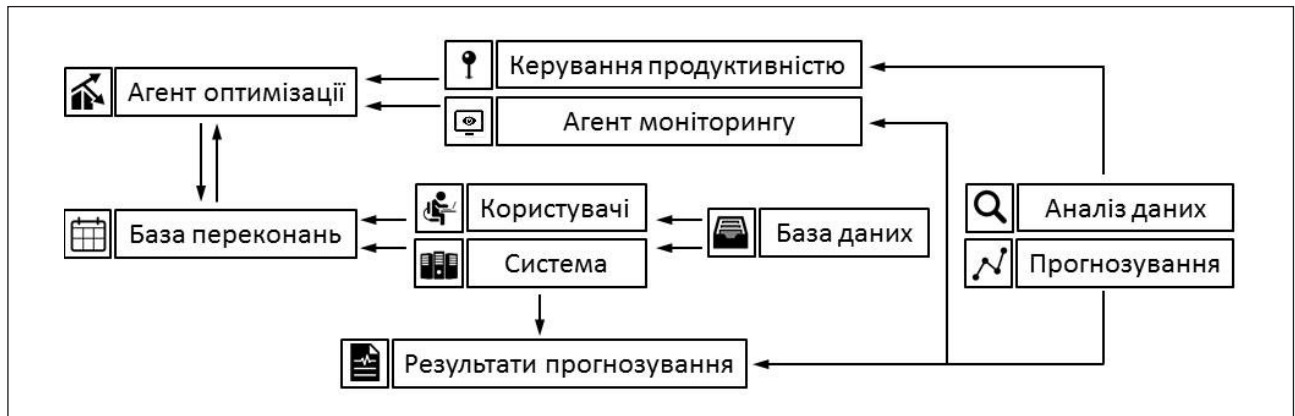 Керування продуктивністю
Агент оптимізації
Агент моніторингу
Користувачі
Аналіз даних
База переконань
База даних
Система
Прогнозування
Результати прогнозування